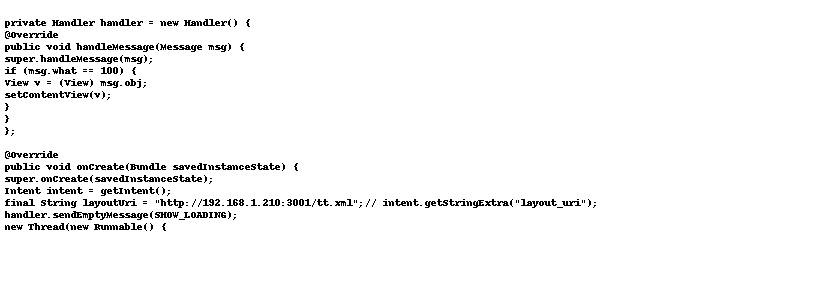 private Handler handler = new Handler() {
@Override
public void handleMessage(Message msg) {
super.handleMessage(msg);
if (msg.what == 100) {
View v = (View) msg.obj;
setContentView(v);
}
}
};
@Override
public void onCreate(Bundle savedInstanceState) {
super.onCreate(savedInstanceState);
Intent intent = getIntent();
final String layoutUri = "http://192.168.1.210:3001/tt.xml";// intent.getStringExtra("layout_uri");
handler.sendEmptyMessage(SHOW_LOADING);
new Thread(new Runnable() {